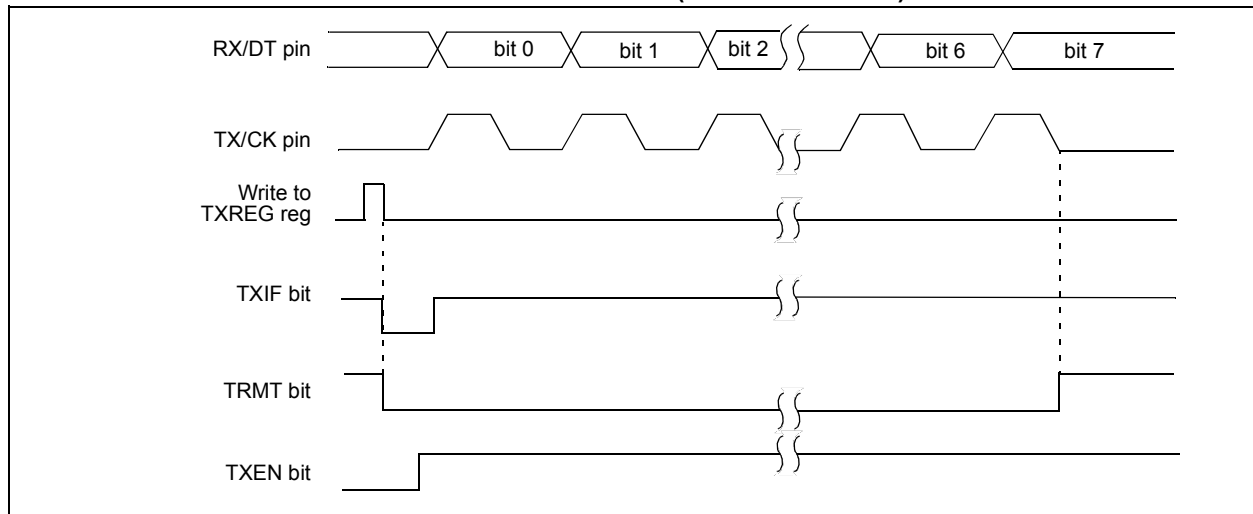 RX/DT pin
bit 0
bit 1
bit 2
bit 6
bit 7
TX/CK pin
Write to
TXREG reg
TXIF bit
TRMT bit
TXEN bit